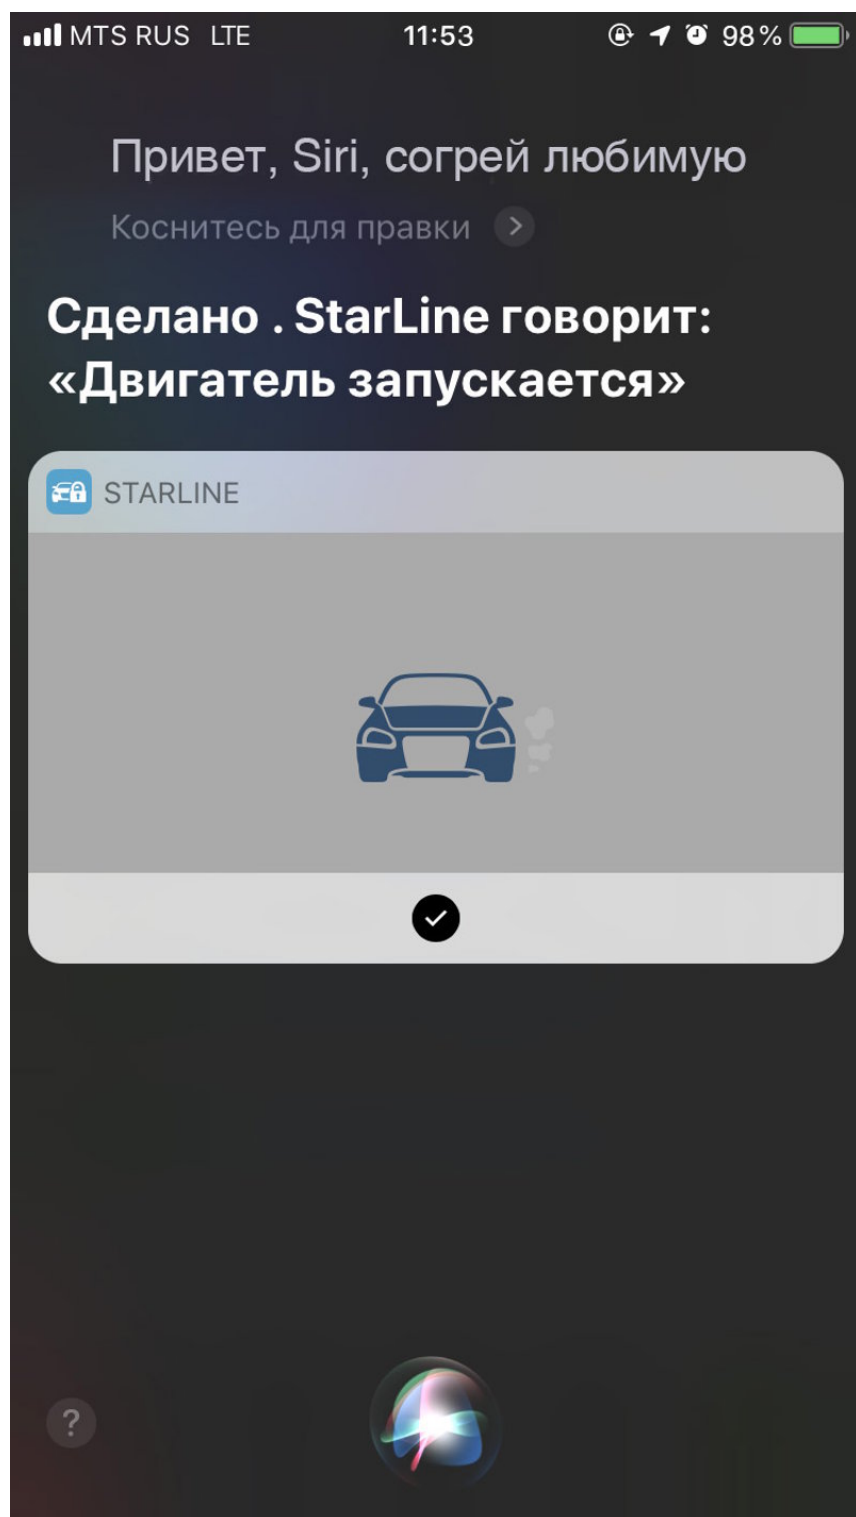 MTS RUS LTE 11:53 98%
Привет, Siri, согрей любимую
Коснитесь для правки
Сделано . StarLine говорит:
«Двигатель запускается»
STARLINE
?